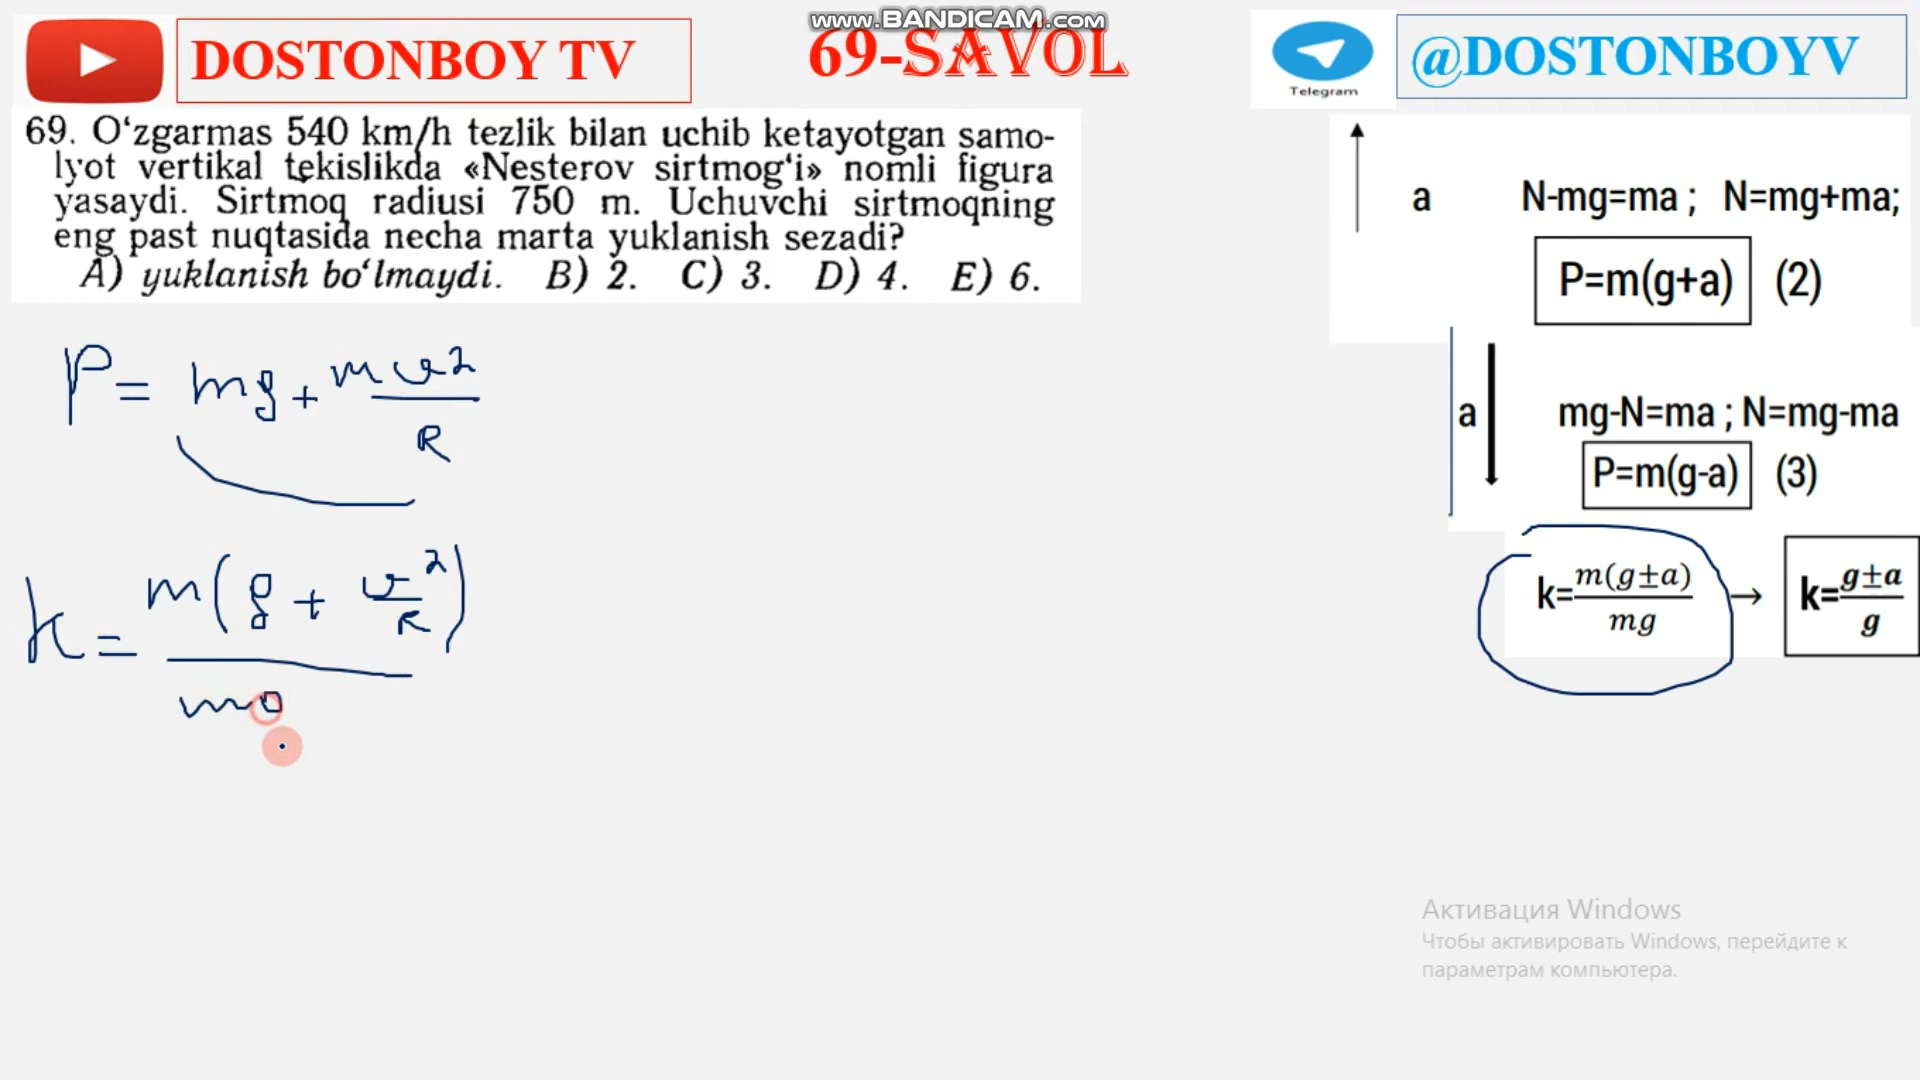 www.BANDICAM.com
DOSTONBOY TV
69-SAVOL
Telegram
@DOSTONBOYV
69. O‘zgarmas 540 km/h tezlik bilan uchib ketayotgan samo-
lyot vertikal tekislikda «Nesterov sirtmog‘i» nomli figura
yasaydi. Sirtmoq radiusi 750 m. Uchuvchi sirtmoqning
eng past nuqtasida necha marta yuklanish sezadi?
A) yuklanish bo‘lmaydi. B) 2. C) 3. D) 4. E) 6.
P= mg+mv²/R
k= m(g+v²/R)/m
a N-mg=ma ; N=mg+ma;
P=m(g+a) (2)
a mg-N=ma ; N=mg-ma
P=m(g-a) (3)
k=m(g±a)/mg → k=g±a/g
Активация Windows
Чтобы активировать Windows, перейдите к
параметрам компьютера.